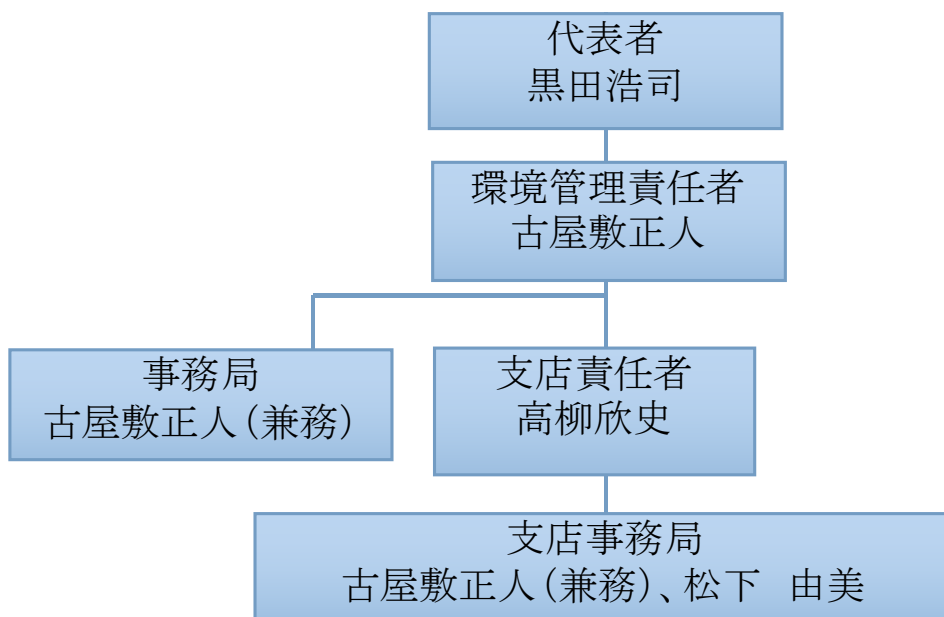 代表者
黒田浩司
環境管理責任者
古屋敷正人
事務局
古屋敷正人(兼務)
支店責任者
高柳欣史
支店事務局
古屋敷正人(兼務)、松下　由美